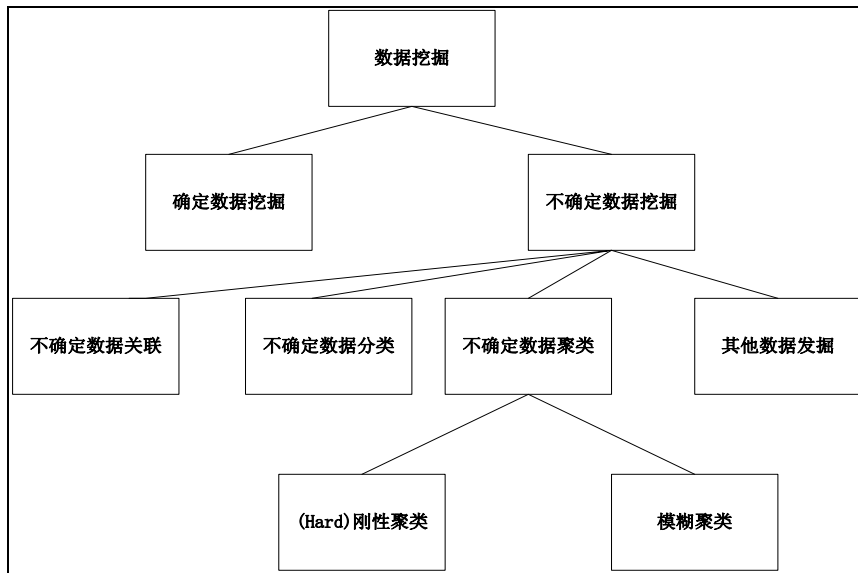 数据挖掘
确定数据挖掘
不确定数据挖掘
不确定数据关联
不确定数据分类
不确定数据聚类
其他数据发掘
(Hard)刚性聚类
模糊聚类